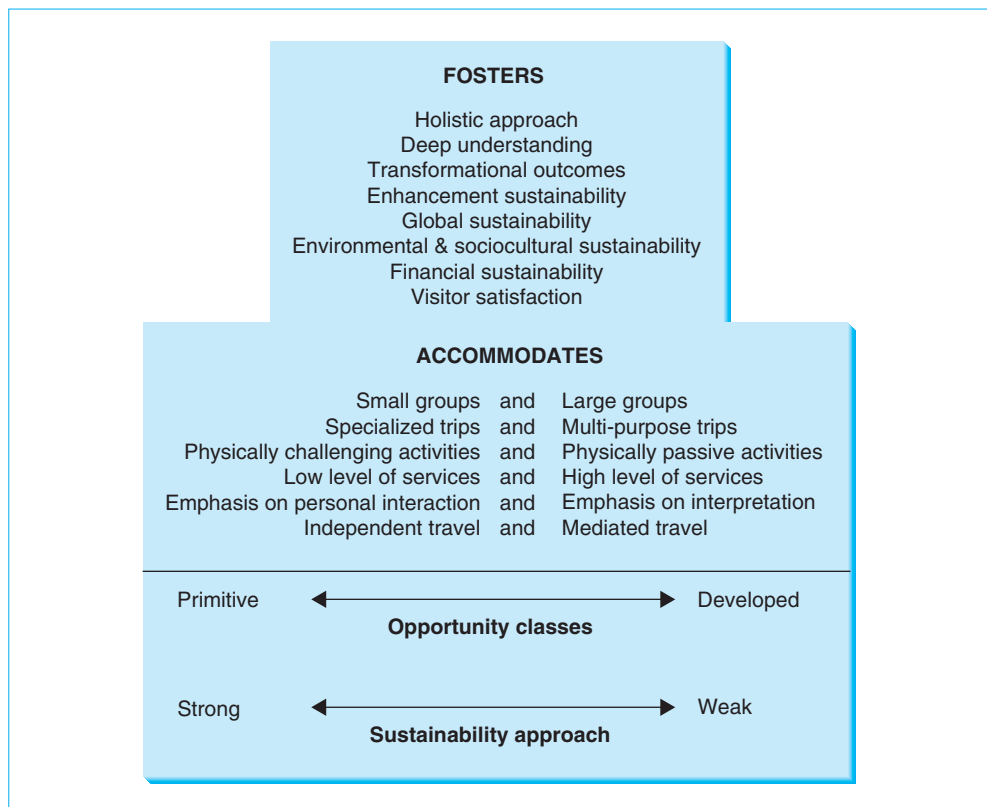 FOSTERS
Holistic approach
Deep understanding
Transformational outcomes
Enhancement sustainability
Global sustainability
Environmental & sociocultural sustainability
Financial sustainability
Visitor satisfaction
ACCOMMODATES
Small groups and Large groups
Specialized trips and Multi-purpose trips
Physically challenging activities and Physically passive activities
Low level of services and High level of services
Emphasis on personal interaction and Emphasis on interpretation
Independent travel and Mediated travel
Primitive Developed
Opportunity classes
Strong Weak
Sustainability approach